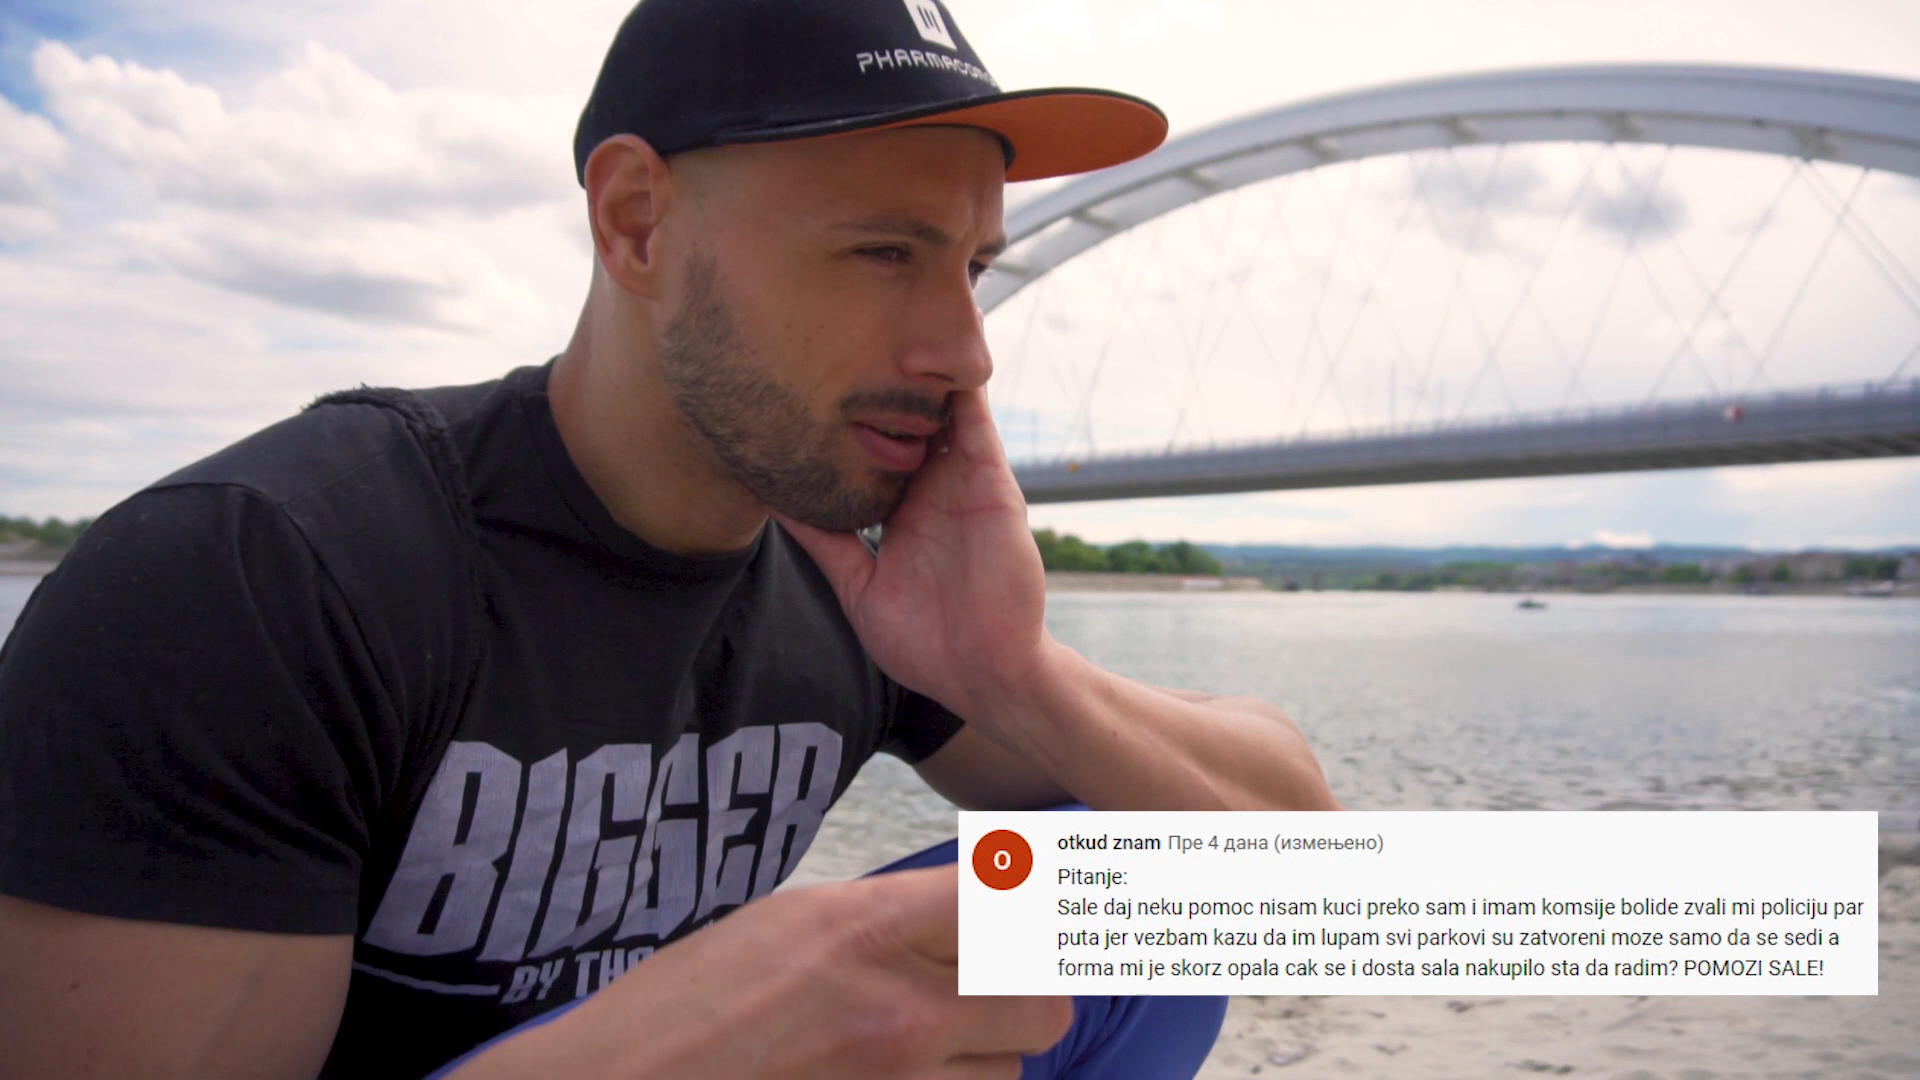 BIGGER
BY THE
O
otkud znam Пре 4 дана (измењено)
Pitanje:
Sale daj neku pomoc nisam kuci preko sam i imam komsije bolide zvali mi policiju par
puta jer vezbam kazu da im lupam svi parkovi su zatvoreni moze samo da se sedi a
forma mi je skorz opala cak se i dosta sala nakupilo sta da radim? POMOZI SALE!